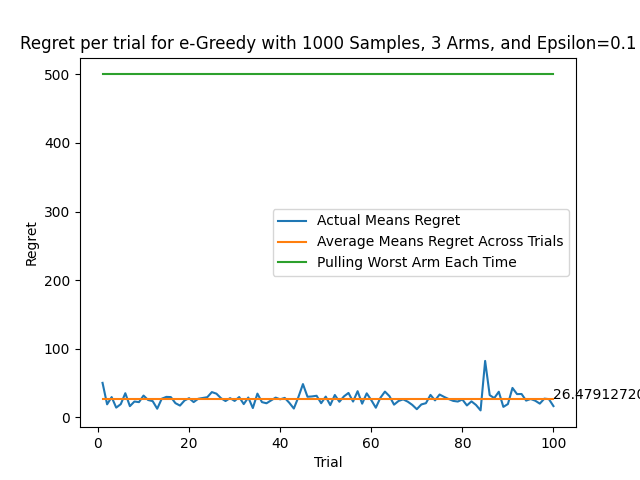 Regret per trial for e-Greedy with 1000 Samples, 3 Arms, and Epsilon=0.1
500
400
300
200
100
0
Regret
Actual Means Regret
Average Means Regret Across Trials
Pulling Worst Arm Each Time
26.47912720
0
20
40
60
80
100
Trial